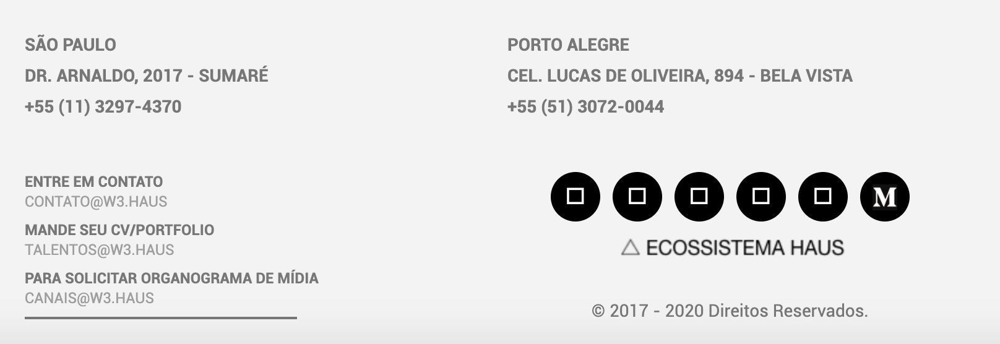 SÃO PAULO
DR. ARNALDO, 2017 - SUMARÉ
+55 (11) 3297-4370
PORTO ALEGRE
CEL. LUCAS DE OLIVEIRA, 894 - BELA VISTA
+55 (51) 3072-0044
ENTRE EM CONTATO
CONTATO@W3.HAUS
MANDE SEU CV/PORTFOLIO
TALENTOS@W3.HAUS
PARA SOLICITAR ORGANOGRAMA DE MÍDIA
CANAIS@W3.HAUS
M
ECOSSISTEMA HAUS
© 2017 - 2020 Direitos Reservados.